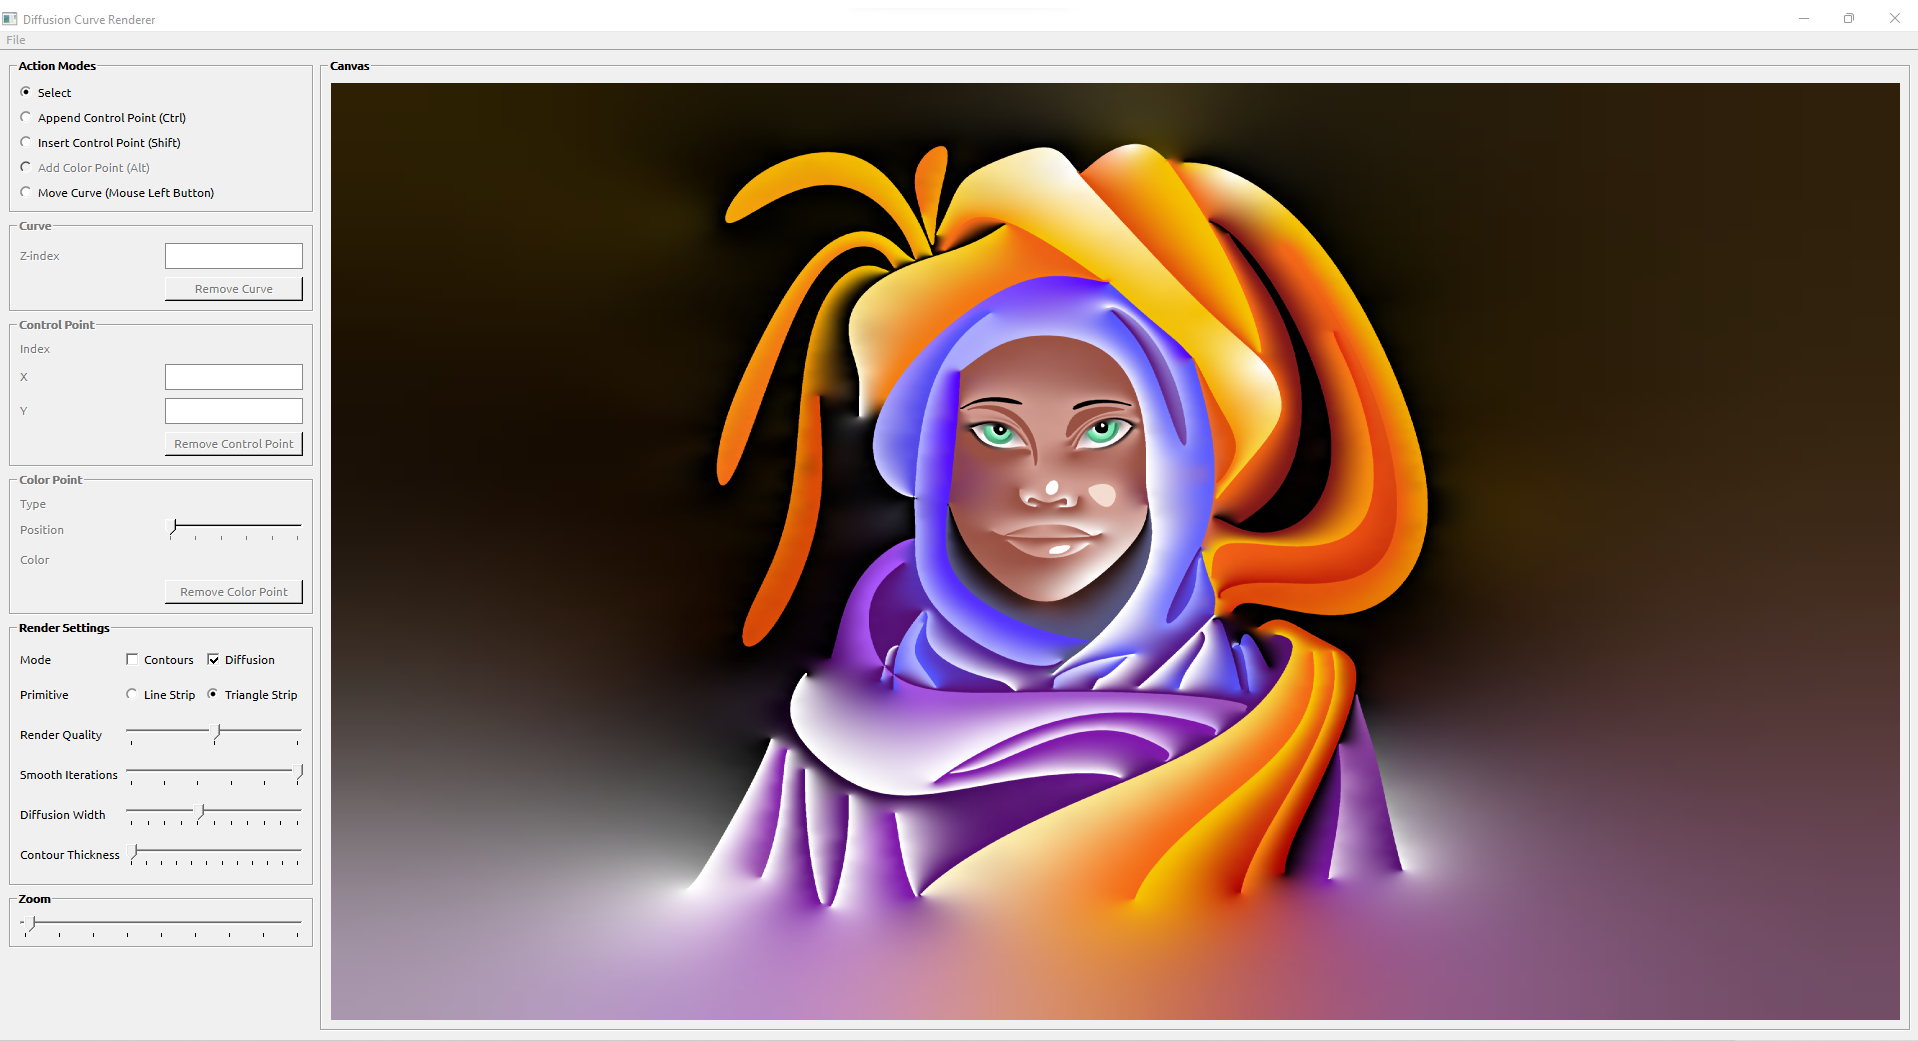 Diffusion Curve Renderer
File
Action Modes
Select
Append Control Point (Ctrl)
Insert Control Point (Shift)
Add Color Point (Alt)
Move Curve (Mouse Left Button)
Curve
Z-index
Remove Curve
Control Point
Index
X
Y
Remove Control Point
Color Point
Type
Position
Color
Remove Color Point
Render Settings
Mode Contours Diffusion
Primitive Line Strip Triangle Strip
Render Quality
Smooth Iterations
Diffusion Width
Contour Thickness
Zoom
Canvas